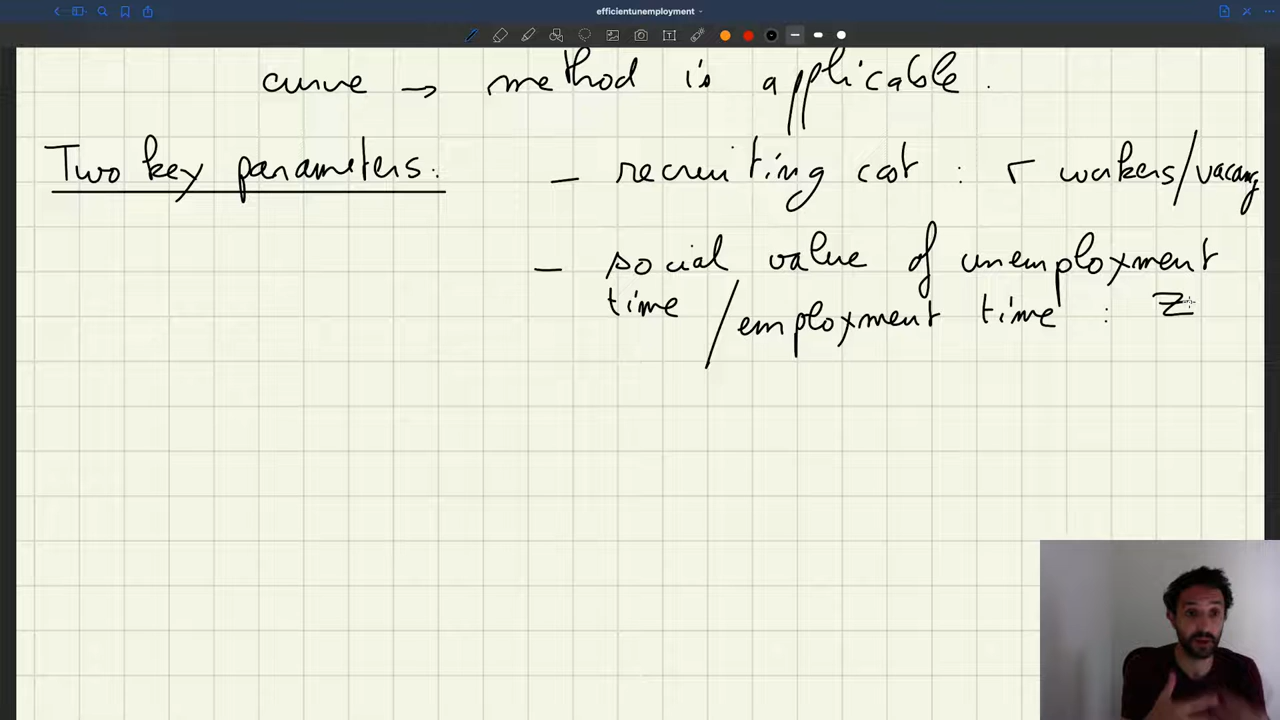 efficientunemployment
curve → method is applicable.
Two key parameters: - recruiting cost : r workers/vacancy
- social value of unemployment
time / employment time : z